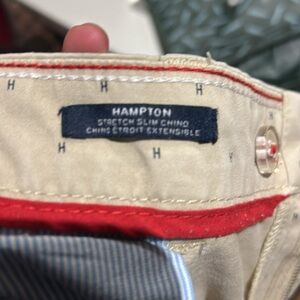 H H H
HAMPTON
STRETCH SLIM CHINO
CHINO ÉTROIT EXTENSIBLE
H H H H